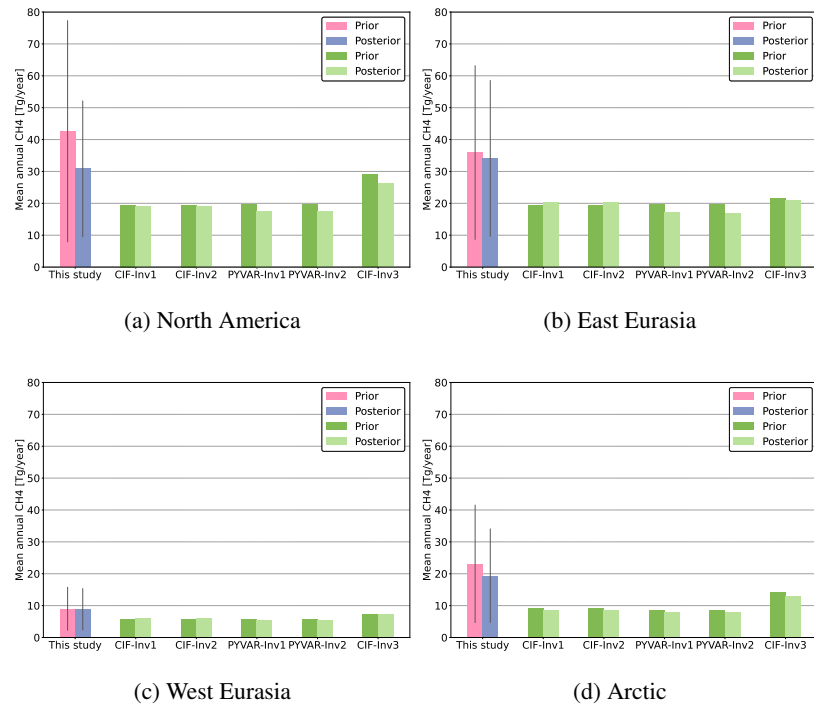 80
70
60
50
40
30
20
10
0
Mean annual CH4 [Tg/year]
Prior
Posterior
Prior
Posterior
This study CIF-Inv1 CIF-Inv2 PYVAR-Inv1 PYVAR-Inv2 CIF-Inv3
(a) North America
80
70
60
50
40
30
20
10
0
Mean annual CH4 [Tg/year]
Prior
Posterior
Prior
Posterior
This study CIF-Inv1 CIF-Inv2 PYVAR-Inv1 PYVAR-Inv2 CIF-Inv3
(b) East Eurasia
80
70
60
50
40
30
20
10
0
Mean annual CH4 [Tg/year]
Prior
Posterior
Prior
Posterior
This study CIF-Inv1 CIF-Inv2 PYVAR-Inv1 PYVAR-Inv2 CIF-Inv3
(c) West Eurasia
80
70
60
50
40
30
20
10
0
Mean annual CH4 [Tg/year]
Prior
Posterior
Prior
Posterior
This study CIF-Inv1 CIF-Inv2 PYVAR-Inv1 PYVAR-Inv2 CIF-Inv3
(d) Arctic